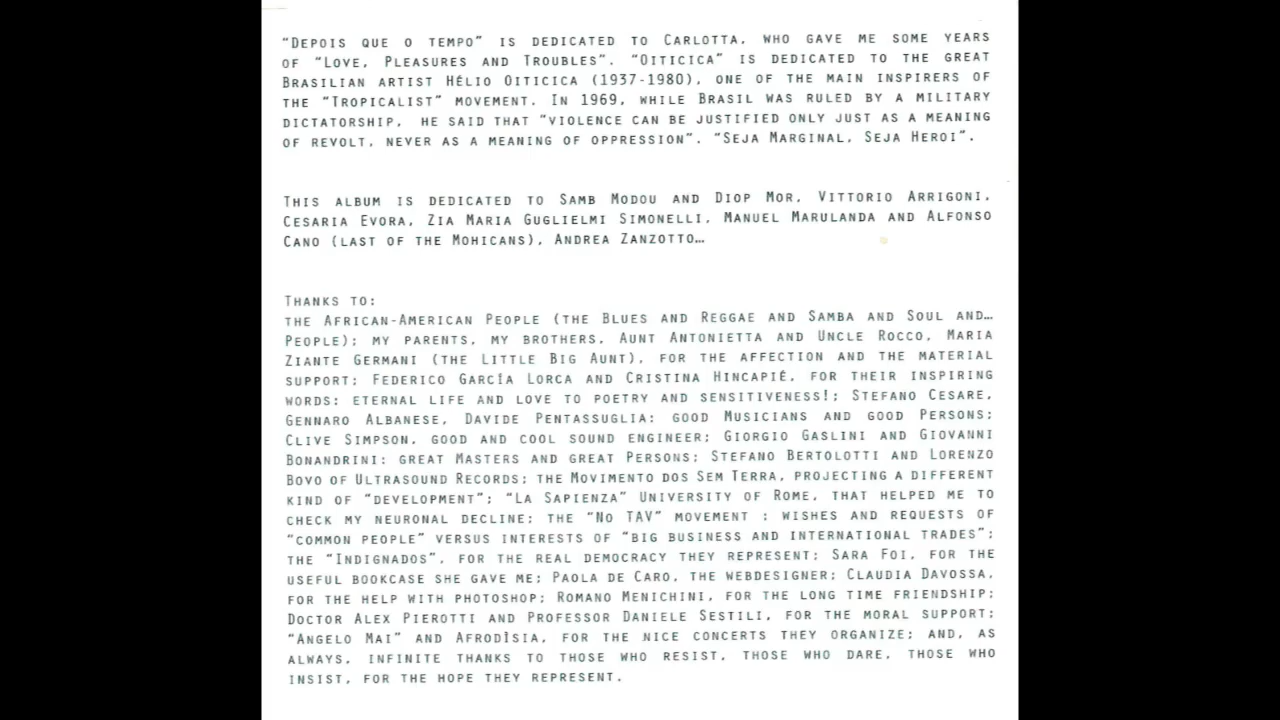 “DEPOIS QUE O TEMPO” IS DEDICATED TO CARLOTTA, WHO GAVE ME SOME YEARS
OF “LOVE, PLEASURES AND TROUBLES”. “OITICICA” IS DEDICATED TO THE GREAT
BRASILIAN ARTIST HÉLIO OITICICA (1937-1980), ONE OF THE MAIN INSPIRERS OF
THE “TROPICALIST” MOVEMENT. IN 1969, WHILE BRASIL WAS RULED BY A MILITARY
DICTATORSHIP, HE SAID THAT “VIOLENCE CAN BE JUSTIFIED ONLY JUST AS A MEANING
OF REVOLT, NEVER AS A MEANING OF OPPRESSION”. “SEJA MARGINAL, SEJA HEROI”.
THIS ALBUM IS DEDICATED TO SAMB MODOU AND DIOP MOR, VITTORIO ARRIGONI,
CESARIA EVORA, ZIA MARIA GUGLIELMI SIMONELLI, MANUEL MARULANDA AND ALFONSO
CANO (LAST OF THE MOHICANS), ANDREA ZANZOTTO…
THANKS TO:
THE AFRICAN-AMERICAN PEOPLE (THE BLUES AND REGGAE AND SAMBA AND SOUL AND…
PEOPLE); MY PARENTS, MY BROTHERS, AUNT ANTONIETTA AND UNCLE ROCCO, MARIA
ZIANTE GERMANI (THE LITTLE BIG AUNT), FOR THE AFFECTION AND THE MATERIAL
SUPPORT; FEDERICO GARCÍA LORCA AND CRISTINA HINCAPIÉ, FOR THEIR INSPIRING
WORDS: ETERNAL LIFE AND LOVE TO POETRY AND SENSITIVENESS!; STEFANO CESARE,
GENNARO ALBANESE, DAVIDE PENTASSUGLIA: GOOD MUSICIANS AND GOOD PERSONS;
CLIVE SIMPSON, GOOD AND COOL SOUND ENGINEER; GIORGIO GASLINI AND GIOVANNI
BONANDRINI: GREAT MASTERS AND GREAT PERSONS; STEFANO BERTOLOTTI AND LORENZO
BOVO OF ULTRASOUND RECORDS; THE MOVIMENTO DOS SEM TERRA, PROJECTING A DIFFERENT
KIND OF “DEVELOPMENT”; “LA SAPIENZA” UNIVERSITY OF ROME, THAT HELPED ME TO
CHECK MY NEURONAL DECLINE; THE “NO TAV” MOVEMENT : WISHES AND REQUESTS OF
“COMMON PEOPLE” VERSUS INTERESTS OF “BIG BUSINESS AND INTERNATIONAL TRADES”;
THE “INDIGNADOS”, FOR THE REAL DEMOCRACY THEY REPRESENT; SARA FOI, FOR THE
USEFUL BOOKCASE SHE GAVE ME; PAOLA DE CARO, THE WEBDESIGNER; CLAUDIA DAVOSSA,
FOR THE HELP WITH PHOTOSHOP; ROMANO MENICHINI, FOR THE LONG TIME FRIENDSHIP;
DOCTOR ALEX PIEROTTI AND PROFESSOR DANIELE SESTILI, FOR THE MORAL SUPPORT;
“ANGELO MAI” AND AFRODÌSIA, FOR THE NICE CONCERTS THEY ORGANIZE; AND, AS
ALWAYS, INFINITE THANKS TO THOSE WHO RESIST, THOSE WHO DARE, THOSE WHO
INSIST, FOR THE HOPE THEY REPRESENT.